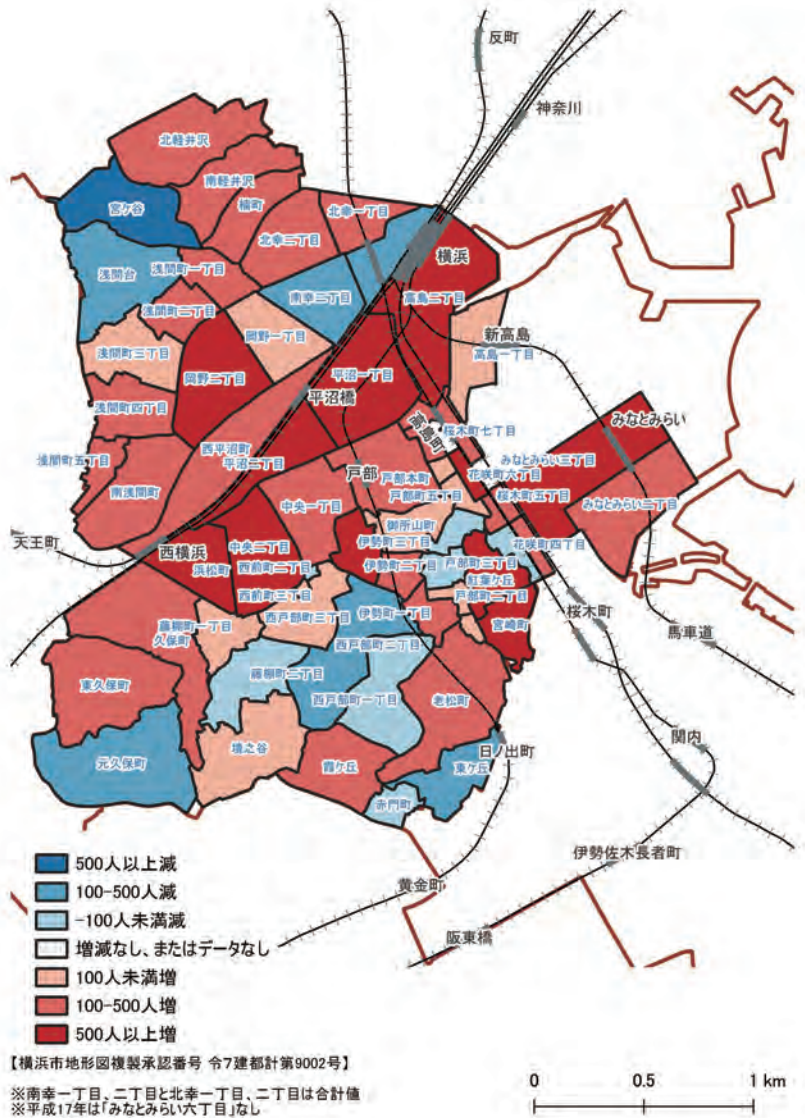 反町
神奈川
北軽井沢
南軽井沢
楠町
宮ケ谷
北幸一丁目
北幸二丁目
横浜
浅間台
浅間町一丁目
南幸二丁目
高島二丁目
浅間町二丁目
岡野一丁目
新高島
高島一丁目
浅間町三丁目
岡野二丁目
平沼一丁目
平沼橋
浅間町四丁目
高島町
桜木町七丁目
みなとみらい
西平沼町
平沼二丁目
戸部
みなとみらい三丁目
花咲町六丁目
浅間町五丁目
戸部本町
戸部町五丁目
桜木町五丁目
みなとみらい二丁目
南浅間町
中央一丁目
御所山町
天王町
西横浜
中央二丁目
伊勢町三丁目
花咲町四丁目
浜松町
西前町二丁目
伊勢町二丁目
戸部町三丁目
紅葉ケ丘
西前町三丁目
戸部町二丁目
藤棚町一丁目
西戸部町三丁目
伊勢町一丁目
宮崎町
桜木町
久保町
西戸部町二丁目
馬車道
東久保町
藤棚町二丁目
西戸部町一丁目
老松町
元久保町
境之谷
霞ケ丘
日ノ出町
東ケ丘
関内
赤門町
伊勢佐木長者町
黄金町
阪東橋
500人以上減
100-500人減
-100人未満減
増減なし、またはデータなし
100人未満増
100-500人増
500人以上増
【横浜市地形図複製承認番号 令7建都計第9002号】
※南幸一丁目、二丁目と北幸一丁目、二丁目は合計値
※平成17年は「みなとみらい六丁目」なし
0 0.5 1 km